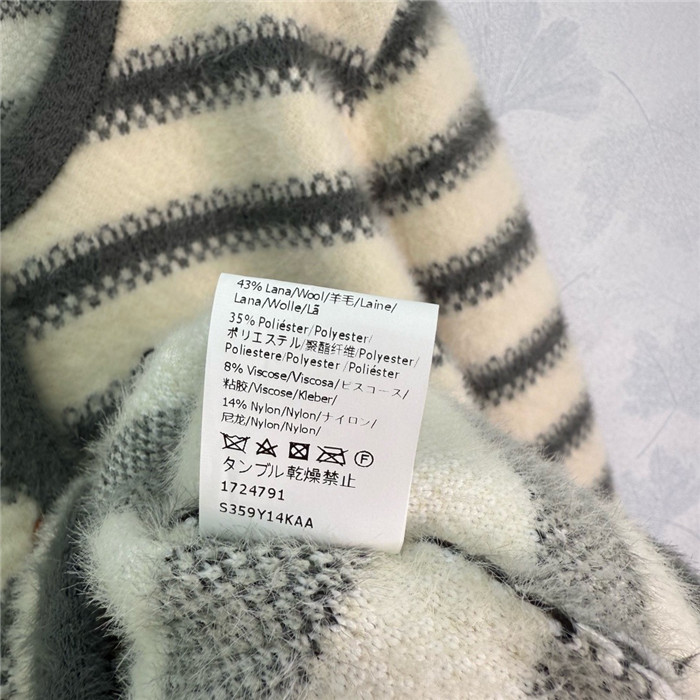 43% Lana/Wool/羊毛/Laine/
Lana/Wolle/Lã
35% Poliéster/Polyester/
ポリエステル/聚酯纤维/Polyester/
Poliestere/Polyester/Poliéster
8% Viscose/Viscosa/ビスコース/
粘胶/Viscose/Kleber/
14% Nylon/Nylon/ナイロン/
尼龙/Nylon/Nylon/
F
タンブル乾燥禁止
1724791
S359Y14KAA